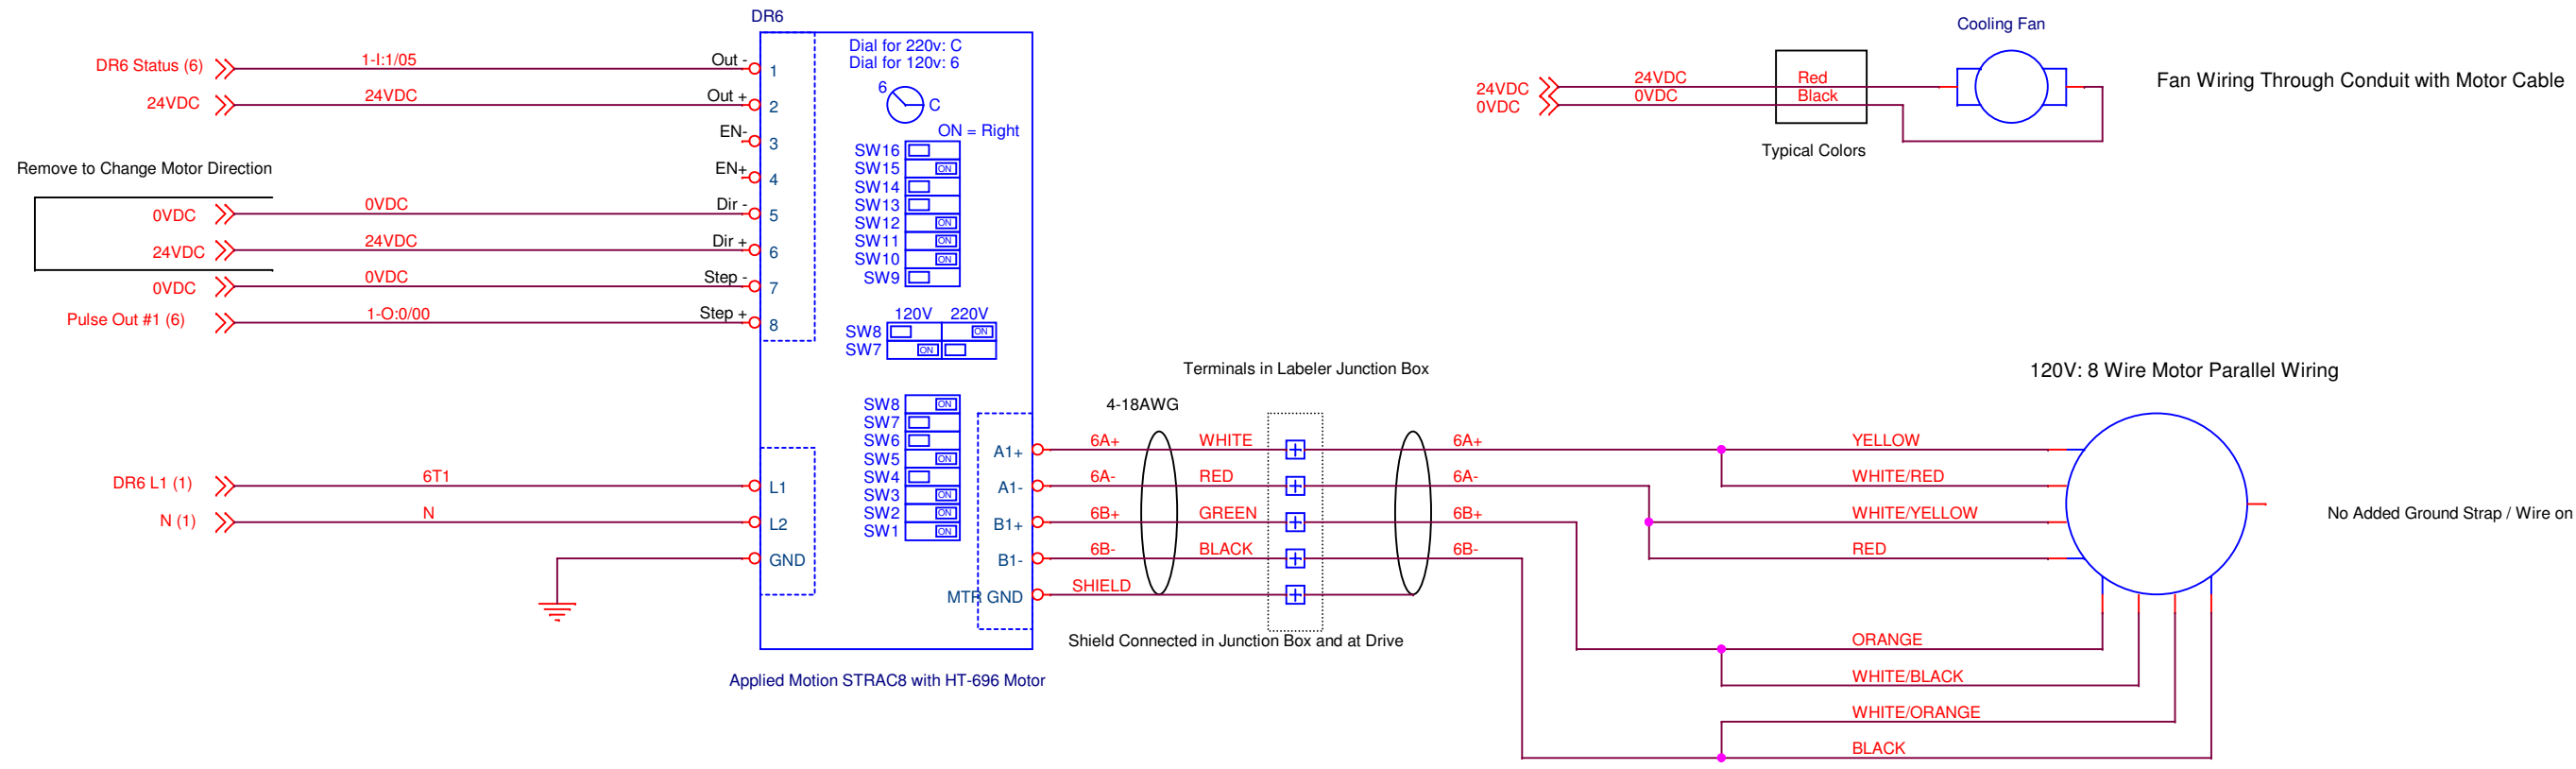 DR6
Cooling Fan
Dial for 220v: C
Dial for 120v: 6
6
C
DR6 Status (6)
1-I:1/05
Out -
1
24VDC
24VDC
Out +
2
EN-
3
EN+
4
Remove to Change Motor Direction
0VDC
0VDC
Dir -
5
24VDC
24VDC
Dir +
6
0VDC
0VDC
Step -
7
Pulse Out #1 (6)
1-O:0/00
Step +
8
ON = Right
SW16
SW15 ON
SW14
SW13
SW12 ON
SW11 ON
SW10 ON
SW9
120V 220V
SW8 ON
SW7 ON
SW8 ON
SW7
SW6
SW5 ON
SW4
SW3 ON
SW2 ON
SW1 ON
DR6 L1 (1)
6T1
L1
N (1)
N
L2
GND
A1+
A1-
B1+
B1-
MTR GND
Applied Motion STRAC8 with HT-696 Motor
24VDC
24VDC
Red
0VDC
0VDC
Black
Typical Colors
Fan Wiring Through Conduit with Motor Cable
Terminals in Labeler Junction Box
4-18AWG
6A+ WHITE 6A+
6A- RED 6A-
6B+ GREEN 6B+
6B- BLACK 6B-
SHIELD
Shield Connected in Junction Box and at Drive
120V: 8 Wire Motor Parallel Wiring
YELLOW
WHITE/RED
WHITE/YELLOW
RED
ORANGE
WHITE/BLACK
WHITE/ORANGE
BLACK
No Added Ground Strap / Wire on